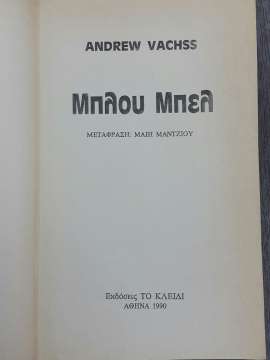 ANDREW VACHSS
Μπλου Μπελ
ΜΕΤΑΦΡΑΣΗ: ΜΑΙΗ ΜΑΝΤΖΙΟΥ
Εκδόσεις ΤΟ ΚΛΕΙΔΙ
ΑΘΗΝΑ 1990